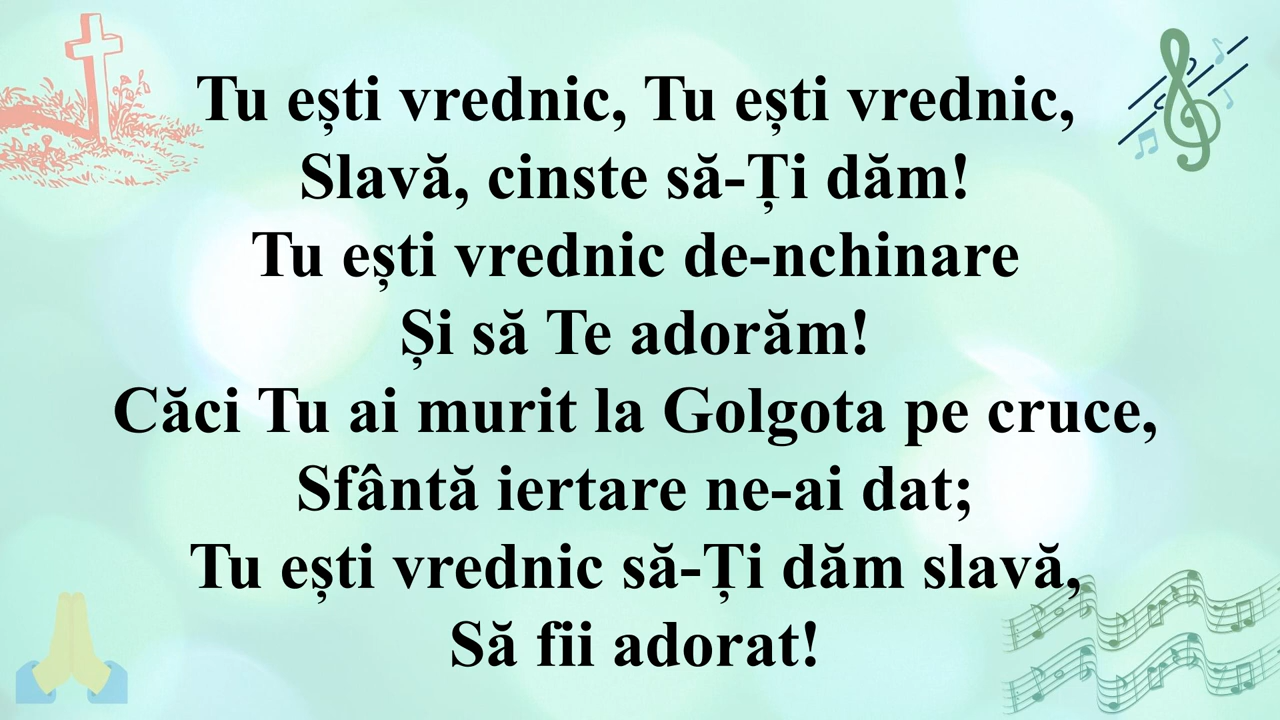 Tu ești vrednic, Tu ești vrednic,
Slavă, cinste să-Ți dăm!
Tu ești vrednic de-nchinare
Și să Te adorăm!
Căci Tu ai murit la Golgota pe cruce,
Sfântă iertare ne-ai dat;
Tu ești vrednic să-Ți dăm slavă,
Să fii adorat!